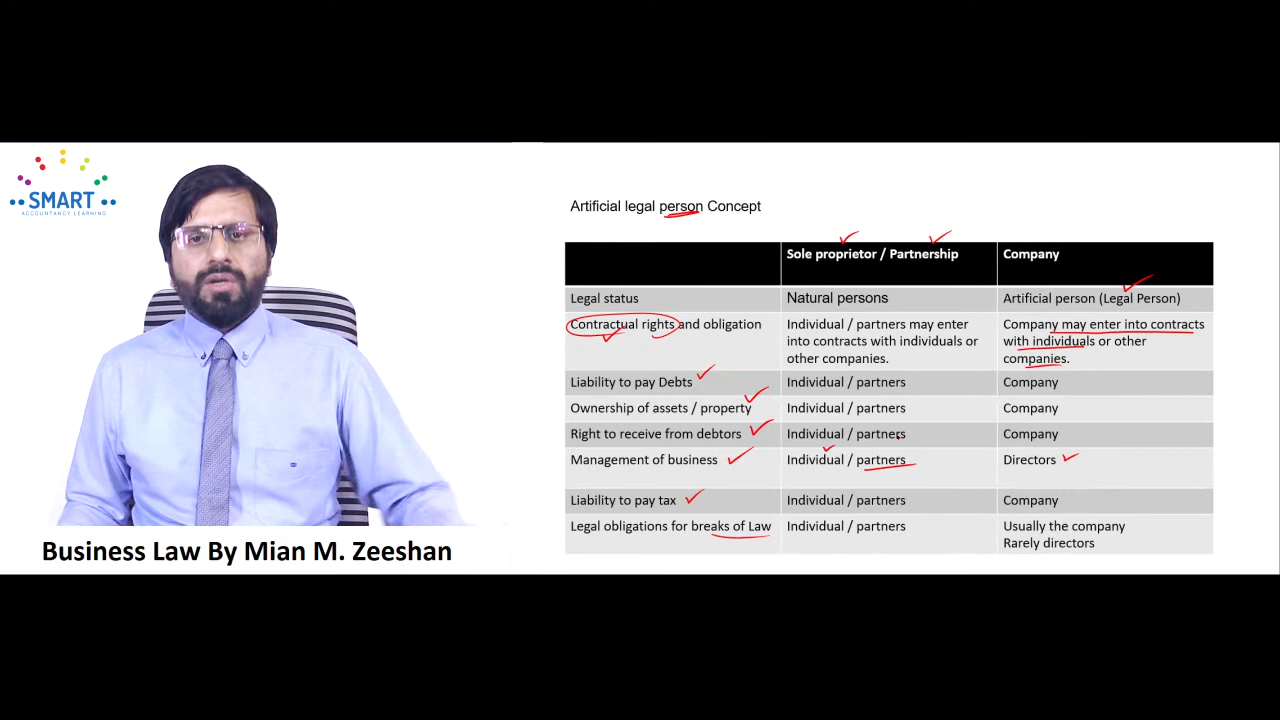 SMART
ACCOUNTANCY LEARNING
Business Law By Mian M. Zeeshan
Artificial legal person Concept
Sole proprietor / Partnership
Company
Legal status
Natural persons
Artificial person (Legal Person)
Contractual rights and obligation
Individual / partners may enter
into contracts with individuals or
other companies.
Company may enter into contracts
with individuals or other
companies.
Liability to pay Debts
Individual / partners
Company
Ownership of assets / property
Individual / partners
Company
Right to receive from debtors
Individual / partners
Company
Management of business
Individual / partners
Directors
Liability to pay tax
Individual / partners
Company
Legal obligations for breaks of Law
Individual / partners
Usually the company
Rarely directors